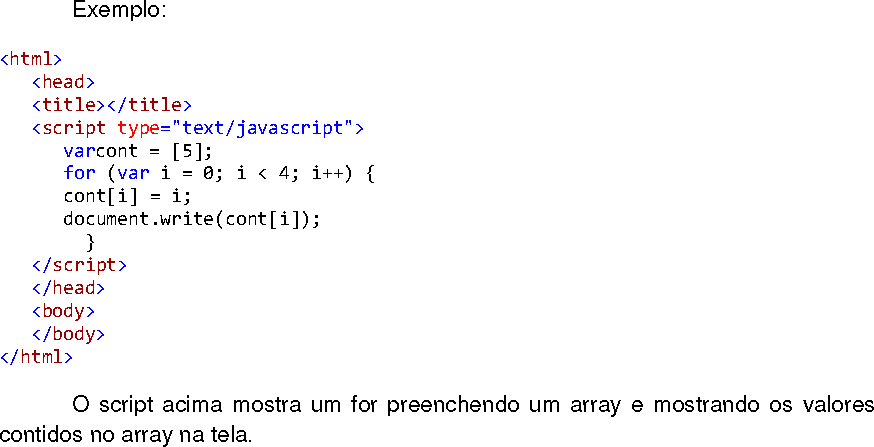 Exemplo:
<html>
<head>
<title></title>
<script type="text/javascript">
varcont = [5];
for (var i = 0; i < 4; i++) {
cont[i] = i;
document.write(cont[i]);
}
</script>
</head>
<body>
</body>
</html>
O script acima mostra um for preenchendo um array e mostrando os valores
contidos no array na tela.